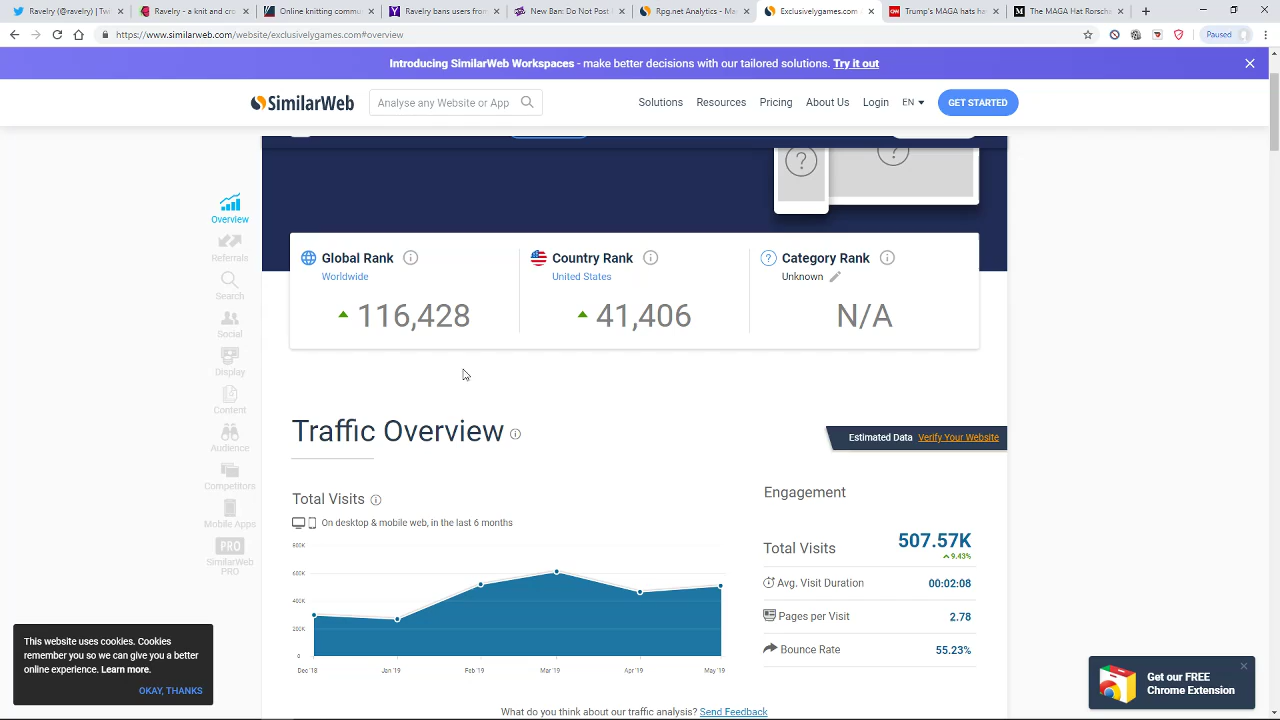 Ravelry (@ravelry) | Twi
Ravelry - a knit and cro
Online knitting commun
Ravelry bans users from
New Ban: Do Not Post I
Rpg.net Analytics - Ma
Exclusivelygames.com
Trump's MAGA hats ha
The MAGA Hat Rorscha
https://www.similarweb.com/website/exclusivelygames.com#overview
Paused
Introducing SimilarWeb Workspaces - make better decisions with our tailored solutions. Try it out
SimilarWeb
Analyse any Website or App
Solutions
Resources
Pricing
About Us
Login
EN
GET STARTED
Overview
Referrals
Search
Social
Display
Content
Audience
Competitors
Mobile Apps
PRO
SimilarWeb
PRO
Global Rank
Worldwide
116,428
Country Rank
United States
41,406
Category Rank
Unknown
N/A
Traffic Overview
Estimated Data Verify Your Website
Total Visits
On desktop & mobile web, in the last 6 months
800K
600K
400K
200K
0
Dec '18
Jan '19
Feb '19
Mar '19
Apr '19
May '19
Engagement
Total Visits
507.57K
9.43%
Avg. Visit Duration
00:02:08
Pages per Visit
2.78
Bounce Rate
55.23%
What do you think about our traffic analysis? Send Feedback
This website uses cookies. Cookies
remember you so we can give you a better
online experience. Learn more.
OKAY, THANKS
Get our FREE
Chrome Extension